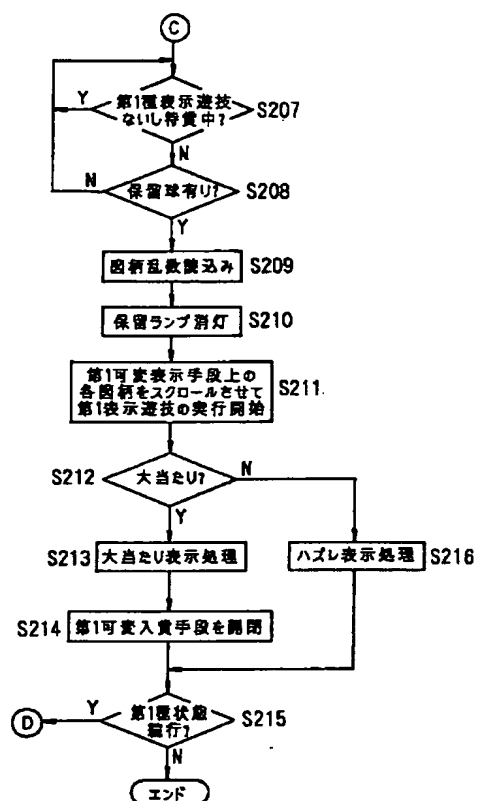 C
第1種表示遊技
ないし特賞中?
Y
S207
N
保留球有り?
N
S208
Y
図柄乱数読込み
S209
保留ランプ消灯
S210
第1可変表示手段上の
各図柄をスクロールさせて
第1表示遊技の実行開始
S211
S212
大当たり?
N
Y
S213
大当たり表示処理
ハズレ表示処理
S216
S214
第1可変入賞手段を開閉
D
Y
第1種状態
続行?
S215
N
エンド